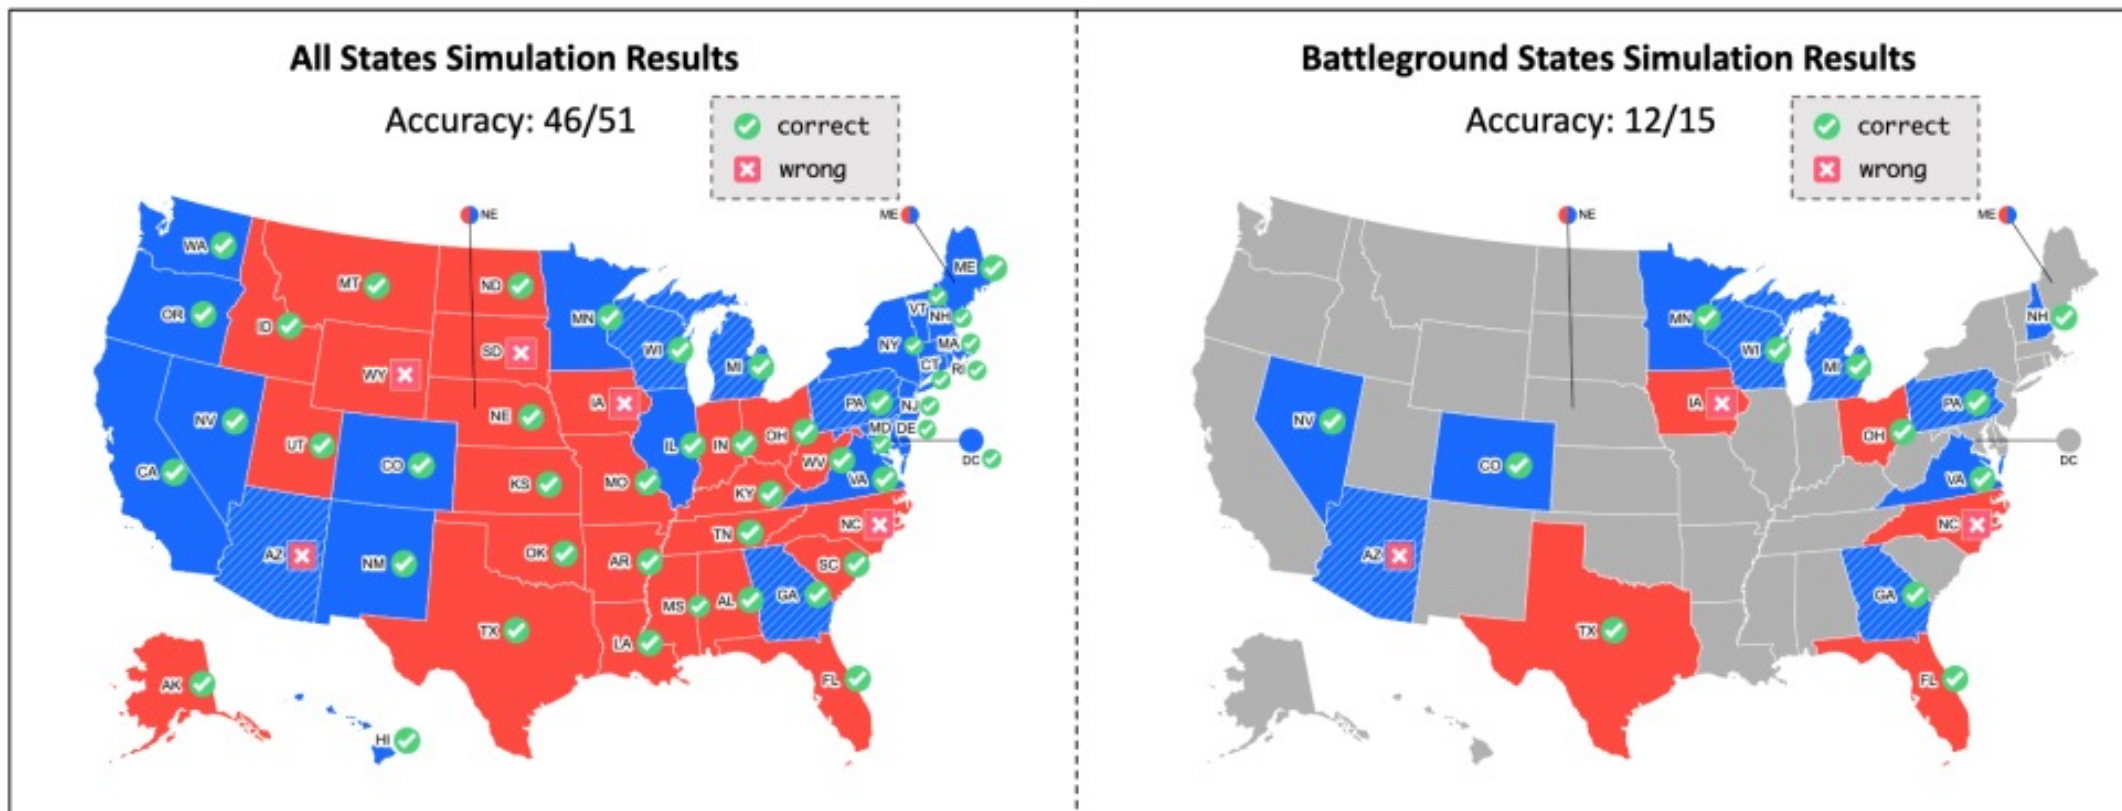 All States Simulation Results
Accuracy: 46/51
correct
wrong
NE
ME
WA
MT
ND
ME
OR
ID
MN
VT
NH
WY
SD
WI
MI
NY
MA
CT
RI
NV
UT
NE
IA
PA
NJ
CA
CO
IL
IN
OH
MD
DE
DC
KS
MO
WV
VA
KY
AZ
NM
OK
AR
TN
NC
SC
TX
MS
AL
GA
LA
AK
FL
HI
Battleground States Simulation Results
Accuracy: 12/15
correct
wrong
NE
ME
MN
NH
WI
MI
NV
IA
PA
CO
OH
DC
VA
AZ
NC
TX
GA
FL